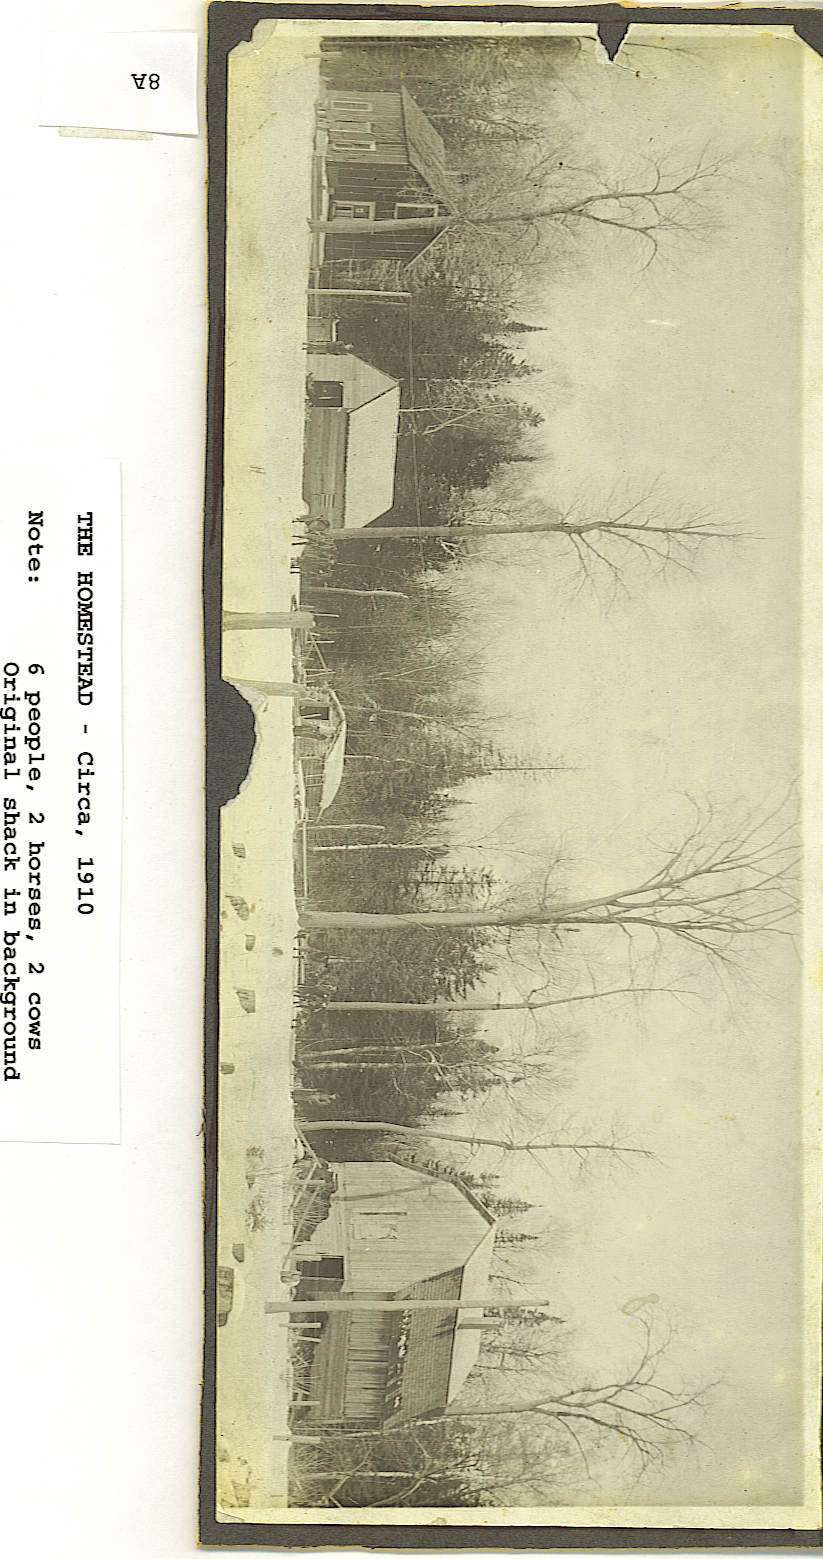 8A
THE HOMESTEAD - Circa, 1910
Note: 6 people, 2 horses, 2 cows
Original shack in background